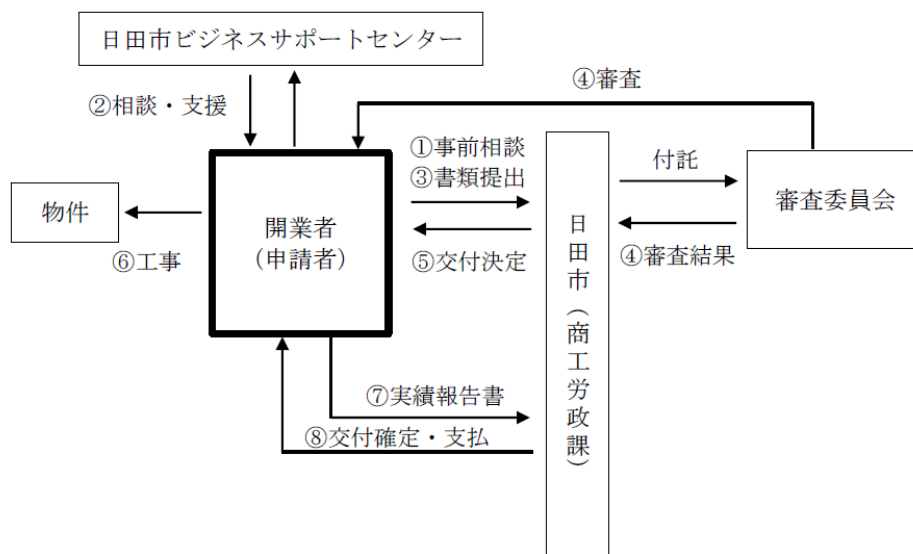 日田市ビジネスサポートセンター
④審査
②相談・支援
①事前相談
③書類提出
付託
物件
開業者
(申請者)
審査委員会
⑥工事
⑤交付決定
④審査結果
日田市(商工労政課)
⑦実績報告書
⑧交付確定・支払